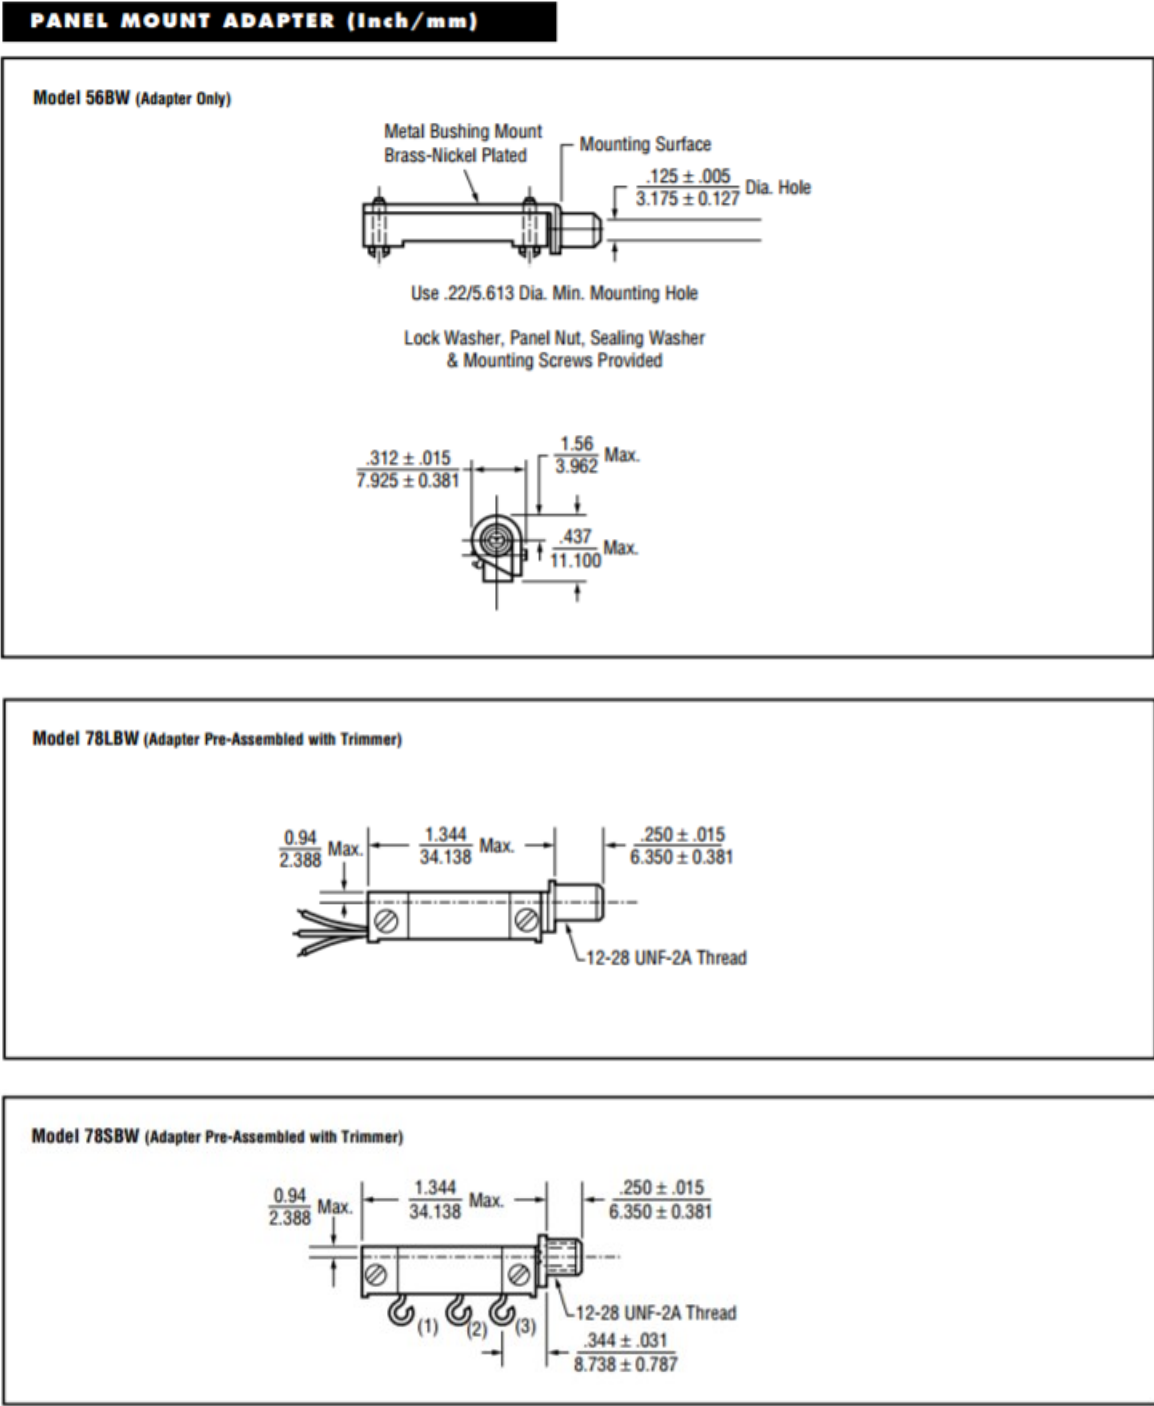 PANEL MOUNT ADAPTER (Inch/mm)
Model 56BW (Adapter Only)
Metal Bushing Mount
Brass-Nickel Plated
Mounting Surface
.125 ± .005
3.175 ± 0.127
Dia. Hole
Use .22/5.613 Dia. Min. Mounting Hole
Lock Washer, Panel Nut, Sealing Washer
& Mounting Screws Provided
.312 ± .015
7.925 ± 0.381
1.56
3.962
Max.
.437
11.100
Max.
Model 78LBW (Adapter Pre-Assembled with Trimmer)
0.94
2.388
Max.
1.344
34.138
Max.
.250 ± .015
6.350 ± 0.381
12-28 UNF-2A Thread
Model 78SBW (Adapter Pre-Assembled with Trimmer)
0.94
2.388
Max.
1.344
34.138
Max.
.250 ± .015
6.350 ± 0.381
(1)
(2)
(3)
12-28 UNF-2A Thread
.344 ± .031
8.738 ± 0.787